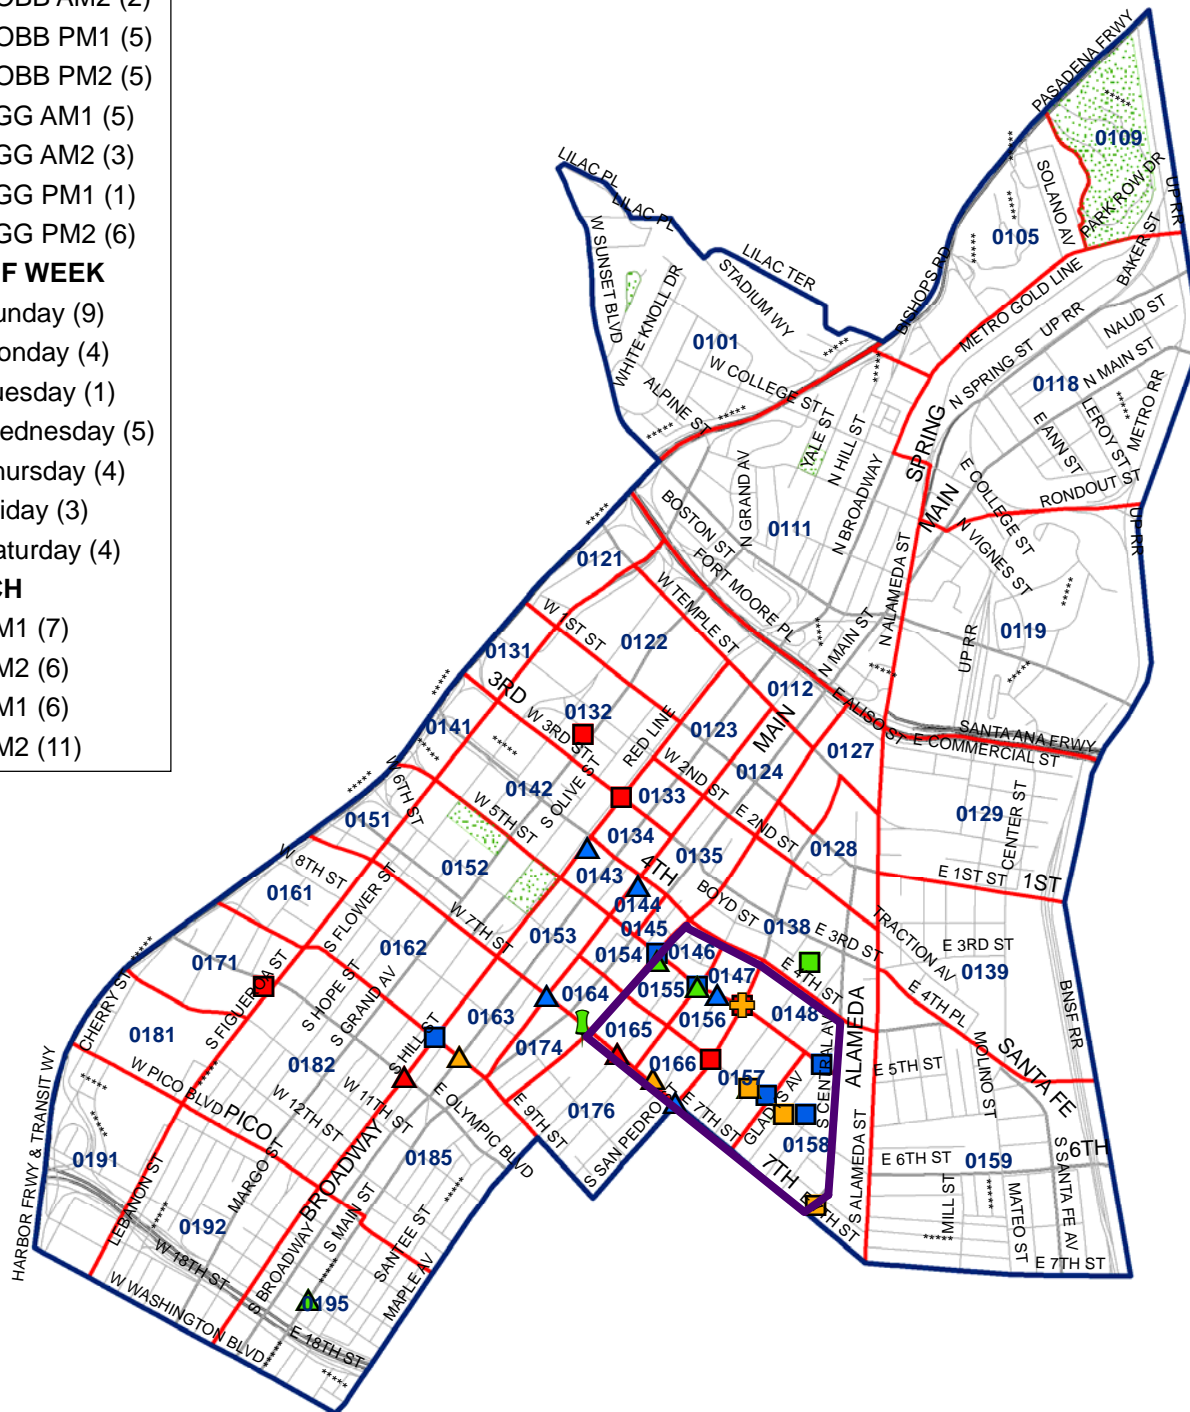 OBB AM2 (2)
OBB PM1 (5)
OBB PM2 (5)
GG AM1 (5)
GG AM2 (3)
GG PM1 (1)
GG PM2 (6)
F WEEK
unday (9)
onday (4)
uesday (1)
ednesday (5)
hursday (4)
iday (3)
aturday (4)
CH
M1 (7)
M2 (6)
M1 (6)
M2 (11)
PASADENA FRWY
*****
0109
*****
SOLANO AV
PARK ROW DR
UP RR
LILAC PL
LILAC PL
*****
0105
*****
BAKER ST
W SUNSET BLVD
LILAC TER
STADIUM WY
BISHOPS RD
METRO GOLD LINE
WHITE KNOLL DR
UP RR
NAUD ST
0101
*****
N SPRING ST
N MAIN ST
W COLLEGE ST
*****
0118
ALPINE ST
*****
*****
YALE ST
N HILL ST
SPRING
E ANN ST
LEROY ST
*****
METRO RR
N GRAND AV
N BROADWAY
E COLLEGE ST
RONDOUT ST
BOSTON ST
MAIN
*****
0111
N VIGNES ST
UP RR
FORT MOORE PL
N ALAMEDA ST
0121
W TEMPLE ST
*****
W 1ST ST
0122
*****
N MAIN ST
0119
0131
UP RR
*****
*****
*****
3RD
0112
E ALISO ST
0132
W 3RD ST
RED LINE
MAIN
0141
0123
SANTA ANA FRWY
*****
*****
0127
E COMMERCIAL ST
W 6TH ST
W 2ND ST
0124
*****
0142
S OLIVE ST
0133
E 2ND ST
0151
W 5TH ST
0129
CENTER ST
0134
0135
0128
W 8TH ST
0152
0143
4TH
E 1ST ST
1ST
0161
S FLOWER ST
0144
BOYD ST
W 7TH ST
0138
TRACTION AV
*****
0162
0153
0145
E 3RD ST
E 3RD ST
0171
0154
0146
S FIGUEROA ST
S HOPE ST
S GRAND AV
0147
E 4TH ST
0139
CHERRY ST
0155
E 4TH PL
0164
BNSF RR
0163
0156
0148
0181
S HILL ST
0165
ALAMEDA
0174
S CENTRAL AV
SANTA FE
0182
0166
E 5TH ST
MOLINO ST
*****
*****
W PICO BLVD
0157
W 11TH ST
E OLYMPIC BLVD
E 9TH ST
0176
GLADYS AV
W 12TH ST
E 7TH ST
HARBOR FRWY & TRANSIT WY
*****
PICO
S SAN PEDRO ST
0158
0191
0185
6TH
E 6TH ST
0159
BROADWAY
7TH
MARGO ST
LEBANON ST
*****
*****
*****
S ALAMEDA ST
MILL ST
MATEO ST
S SANTA FE AV
0192
S MAIN ST
SANTEE ST
E 7TH ST
*****
W 18TH ST
E 7TH ST
S BROADWAY
*****
MAPLE AV
W WASHINGTON BLVD
0195
E 18TH ST
*****
*****